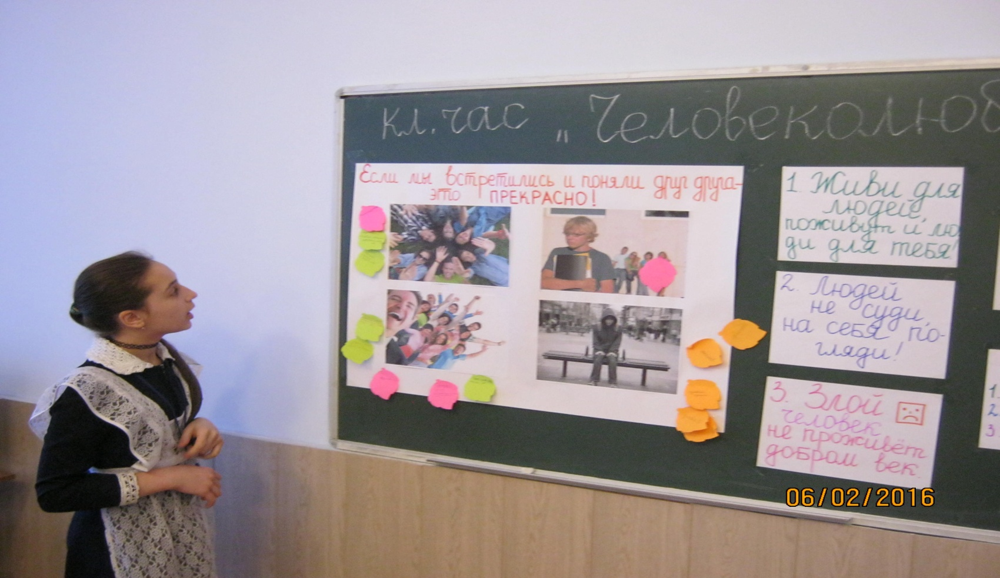 кл. час „Человеколюб
Если мы встретились и поняли друг друга-
это ПРЕКРАСНО!
1. Живи для
людей,
поживут и лю
ди для тебя!
2. Людей
не суди,
на себя по-
гляди!
3. Злой
человек
не проживёт
добром век.
1.
2.
3
06/02/2016